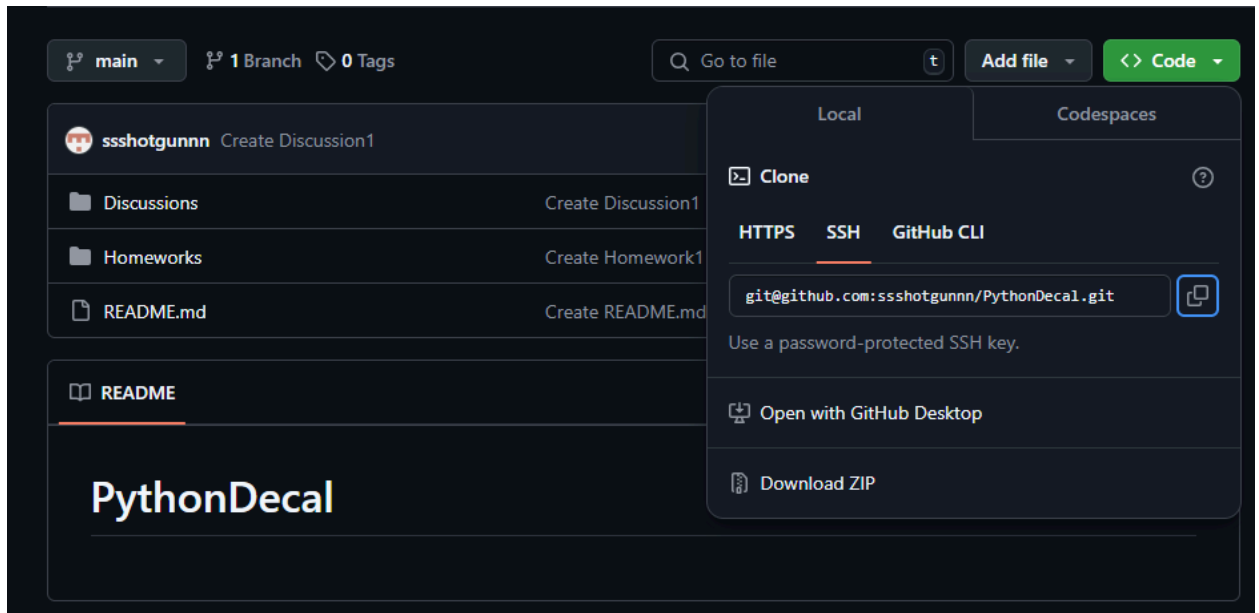 main 1 Branch 0 Tags Go to file t Add file <> Code
Local Codespaces
ssshotgunnn Create Discussion1
Clone
Discussions Create Discussion1
HTTPS SSH GitHub CLI
Homeworks Create Homework1
git@github.com:ssshotgunnn/PythonDecal.git
README.md Create README.md
Use a password-protected SSH key.
README
Open with GitHub Desktop
Download ZIP
PythonDecal